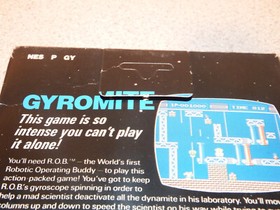 NES P GY
GYROMITE
This game is so
intense you can't play
it alone!
You'll need R.O.B.™ – the World's first
Robotic Operating Buddy – to play this
action packed game! You've got to keep
R.O.B.'s gyroscope spinning in order to
help a mad scientist deactivate all the dynamite in his laboratory. You'll
columns up and down to speed the scientist on his way while